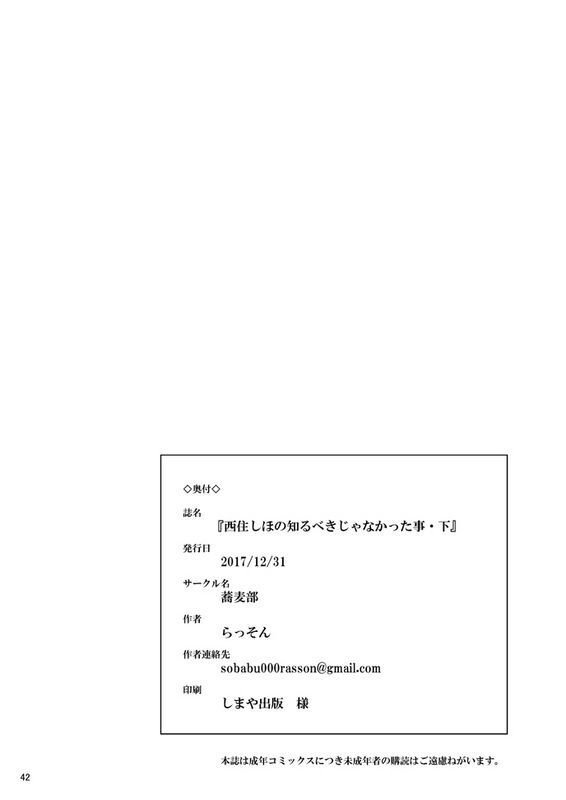 ◇奥付◇
誌名
『西住しほの知るべきじゃなかった事・下』
発行日
2017/12/31
サークル名
蕎麦部
作者
らっそん
作者連絡先
sobabu000rasson@gmail.com
印刷
しまや出版　様
本誌は成年コミックスにつき未成年者の購読はご遠慮ねがいます。
42